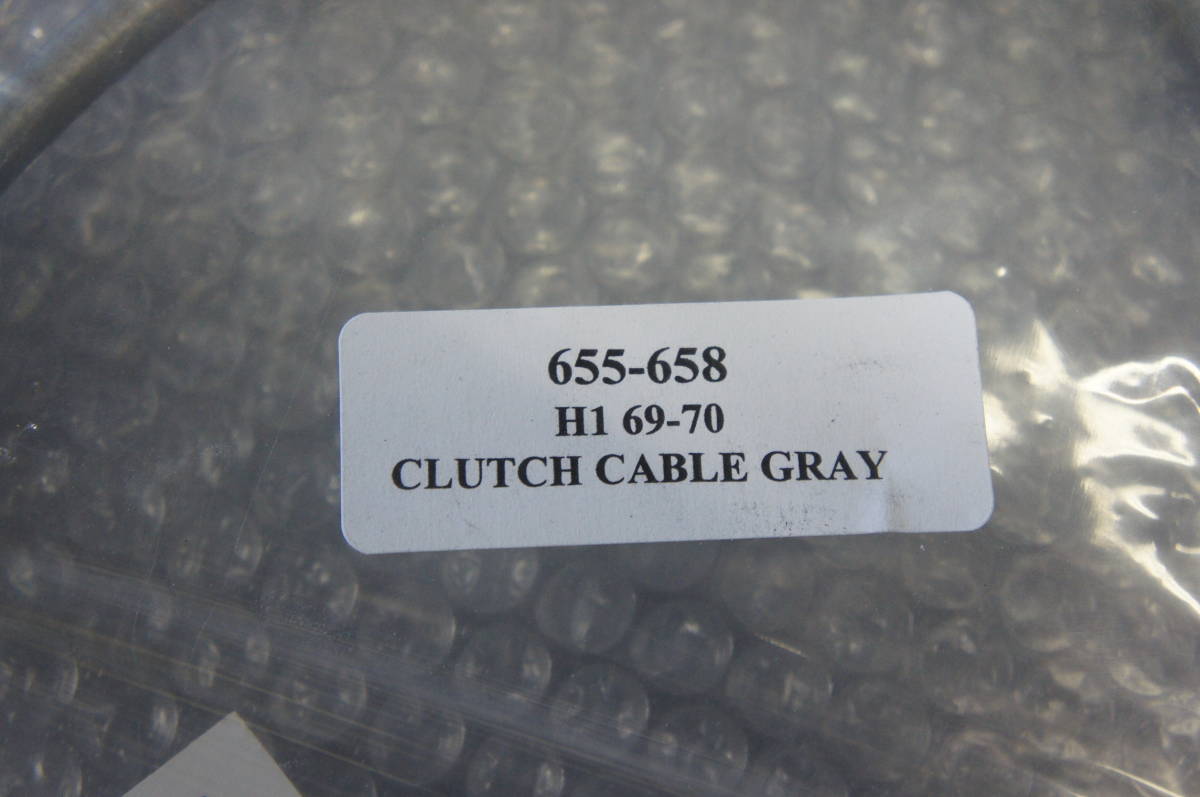 655-658
H1 69-70
CLUTCH CABLE GRAY